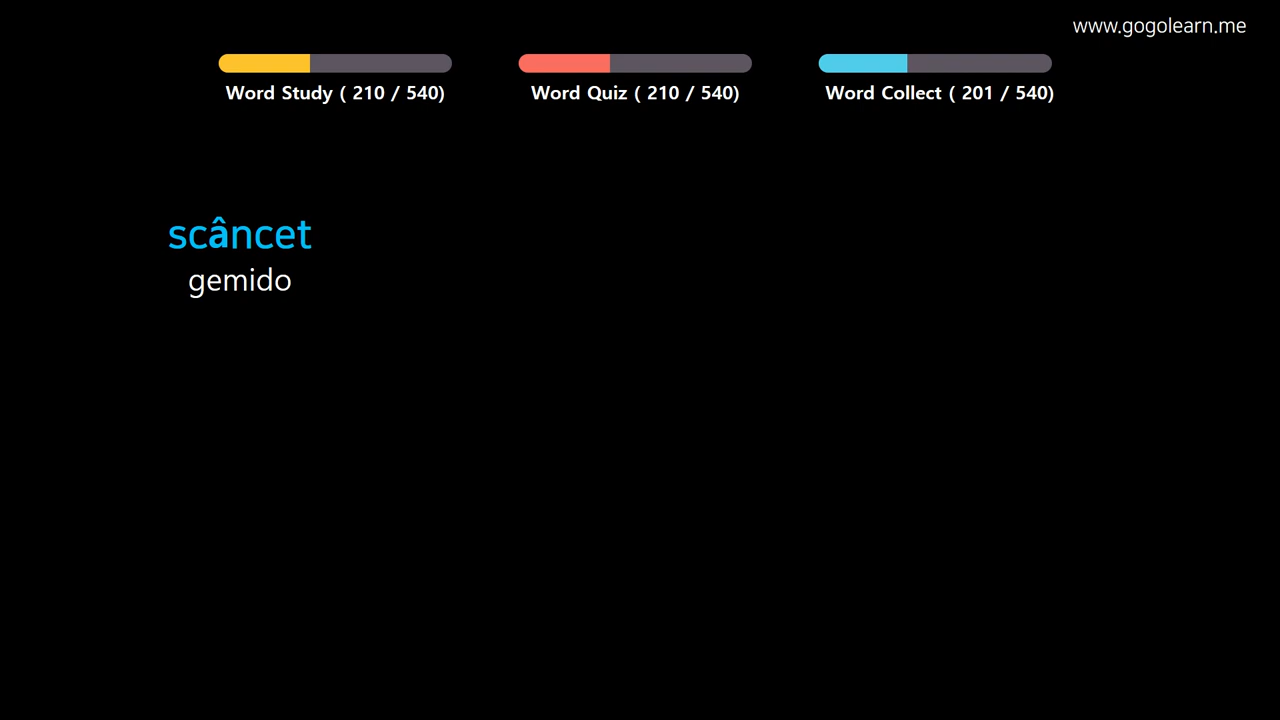 www.gogolearn.me
Word Study ( 210 / 540)
Word Quiz ( 210 / 540)
Word Collect ( 201 / 540)
scâncet
gemido